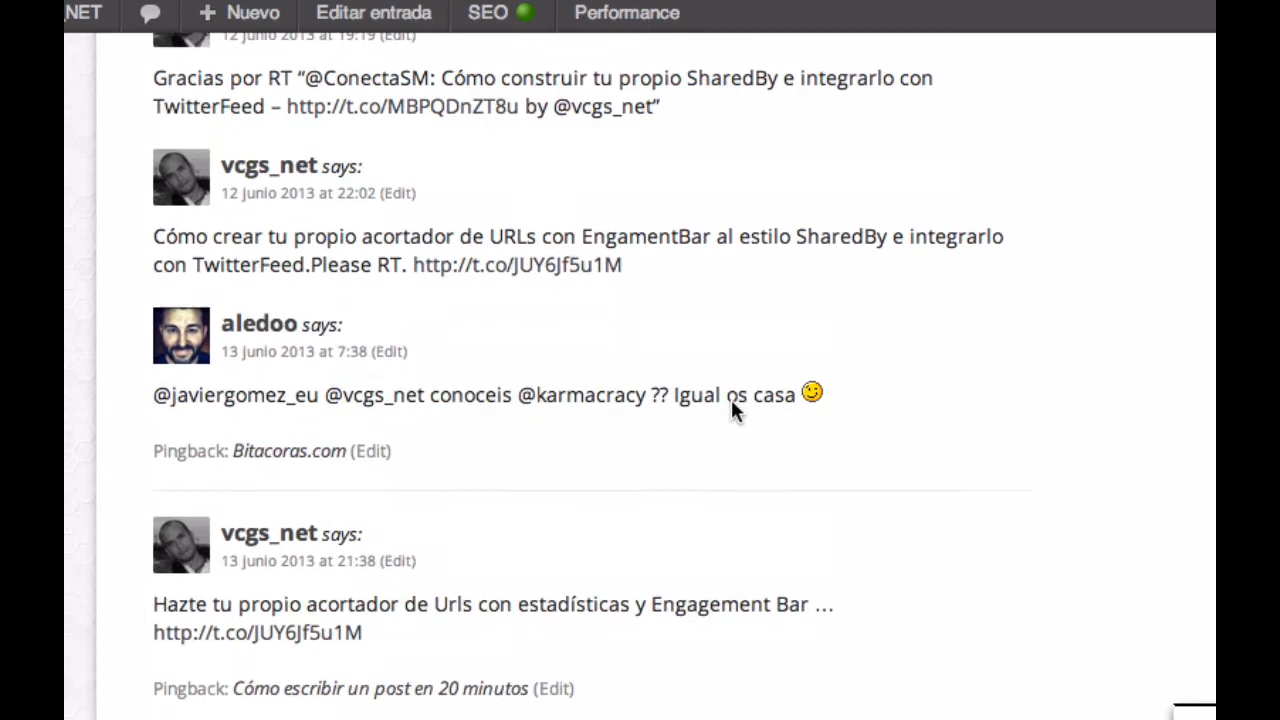 _NET Nuevo Editar entrada SEO Performance
12 junio 2013 at 19:19 (Edit)
Gracias por RT “@ConectaSM: Cómo construir tu propio SharedBy e integrarlo con
TwitterFeed – http://t.co/MBPQDnZT8u by @vcgs_net”
vcgs_net says:
12 junio 2013 at 22:02 (Edit)
Cómo crear tu propio acortador de URLs con EngamentBar al estilo SharedBy e integrarlo
con TwitterFeed.Please RT. http://t.co/JUY6Jf5u1M
aledoo says:
13 junio 2013 at 7:38 (Edit)
@javiergomez_eu @vcgs_net conoceis @karmacracy ?? Igual os casa
Pingback: Bitacoras.com (Edit)
vcgs_net says:
13 junio 2013 at 21:38 (Edit)
Hazte tu propio acortador de Urls con estadísticas y Engagement Bar …
http://t.co/JUY6Jf5u1M
Pingback: Cómo escribir un post en 20 minutos (Edit)